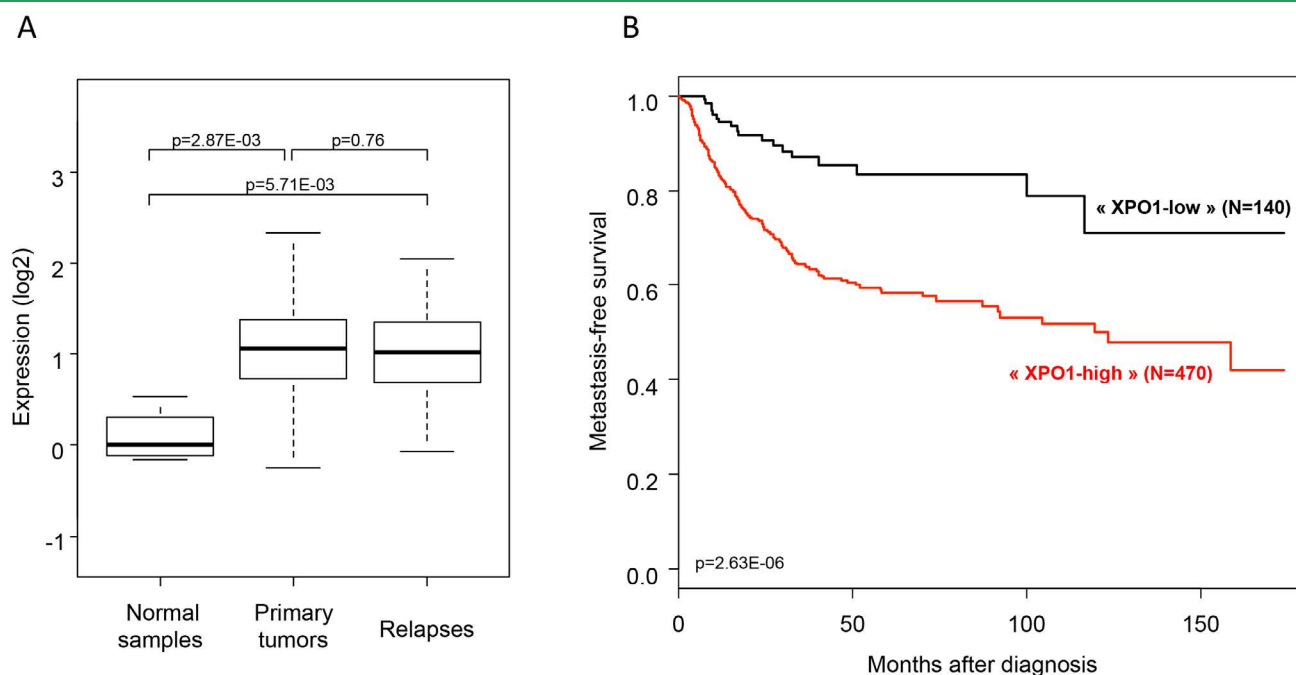 A
B
p=2.87E-03
p=0.76
p=5.71E-03
Expression (log2)
3
2
1
0
-1
Normal samples
Primary tumors
Relapses
Metastasis-free survival
1.0
0.8
0.6
0.4
0.2
0.0
« XPO1-low » (N=140)
« XPO1-high » (N=470)
p=2.63E-06
0
50
100
150
Months after diagnosis